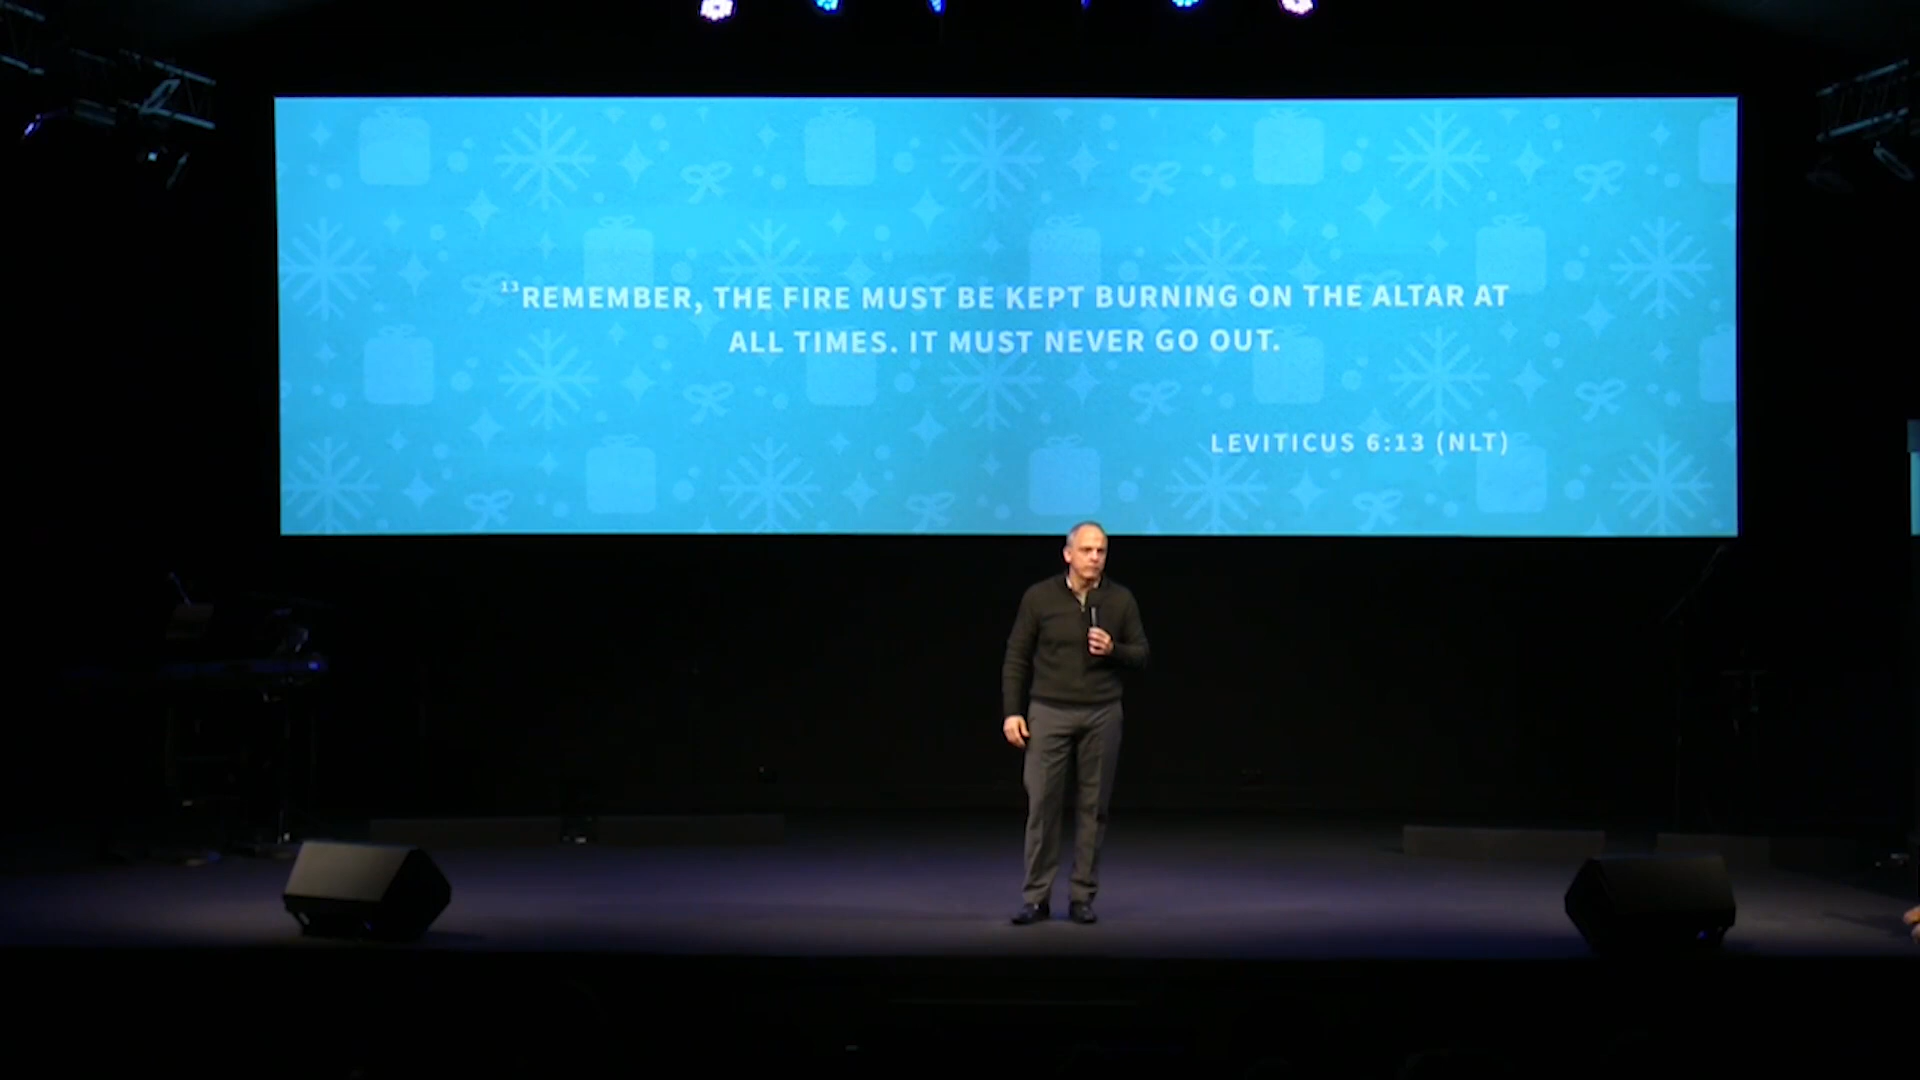 ¹³REMEMBER, THE FIRE MUST BE KEPT BURNING ON THE ALTAR AT
ALL TIMES. IT MUST NEVER GO OUT.
LEVITICUS 6:13 (NLT)